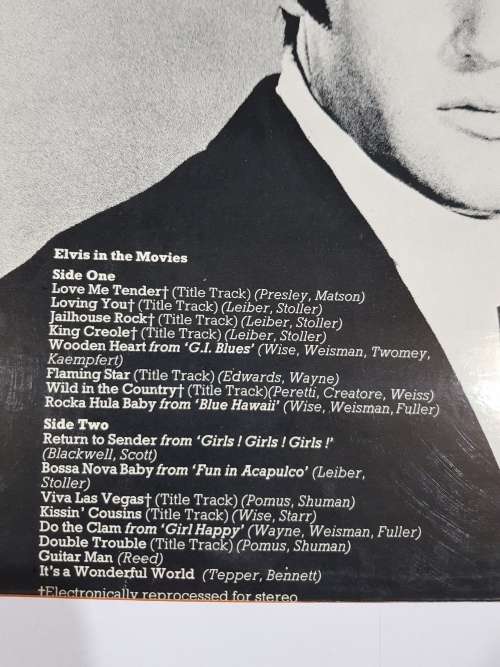 Elvis in the Movies
Side One
Love Me Tender† (Title Track) (Presley, Matson)
Loving You† (Title Track) (Leiber, Stoller)
Jailhouse Rock† (Title Track) (Leiber, Stoller)
King Creole† (Title Track) (Leiber, Stoller)
Wooden Heart from ‘G.I. Blues’ (Wise, Weisman, Twomey,
Kaempfert)
Flaming Star (Title Track) (Edwards, Wayne)
Wild in the Country† (Title Track)(Peretti, Creatore, Weiss)
Rocka Hula Baby from ‘Blue Hawaii’ (Wise, Weisman, Fuller)
Side Two
Return to Sender from ‘Girls ! Girls ! Girls !’
(Blackwell, Scott)
Bossa Nova Baby from ‘Fun in Acapulco’ (Leiber,
Stoller)
Viva Las Vegas† (Title Track) (Pomus, Shuman)
Kissin’ Cousins (Title Track) (Wise, Starr)
Do the Clam from ‘Girl Happy’ (Wayne, Weisman, Fuller)
Double Trouble (Title Track) (Pomus, Shuman)
Guitar Man (Reed)
It’s a Wonderful World (Tepper, Bennett)
†Electronically reprocessed for stereo